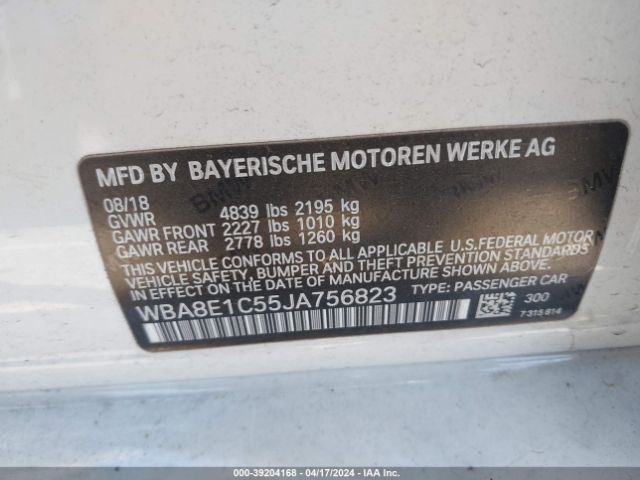 MFD BY BAYERISCHE MOTOREN WERKE AG
08/18
GVWR 4839 lbs 2195 kg
GAWR FRONT 2227 lbs 1010 kg
GAWR REAR 2778 lbs 1260 kg
THIS VEHICLE CONFORMS TO ALL APPLICABLE U.S.FEDERAL MOTOR
VEHICLE SAFETY, BUMPER AND THEFT PREVENTION STANDARDS
IN EFFECT ON THE DATE OF MANUFACTURE SHOWN ABOVE.
WBA8E1C55JA756823 TYPE: PASSENGER CAR
300
7315814
000-39204168 - 04/17/2024 - IAAI.COM